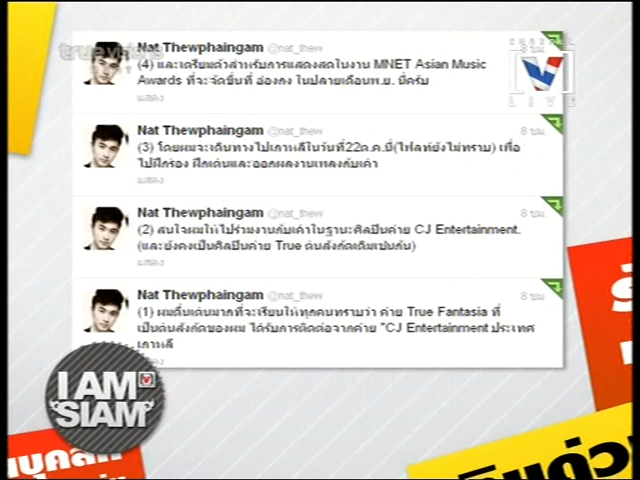 true visions
CHANNEL
V
LIVE
Nat Thewphaingam @nat_thew 8 ชม
(4) และเตรียมตัวสำหรับการแสดงสดในงาน MNET Asian Music
Awards ที่จะจัดขึ้นที่ ฮ่องกง ในปลายเดือนพ.ย. นี้ครับ
แสดง
Nat Thewphaingam @nat_thew 8 ชม
(3) โดยผมจะเดินทางไปเกาหลีในวันที่22ต.ค.นี้(ไฟลท์ยังไม่ทราบ) เพื่อ
ไปฝึกร้อง ฝึกเต้นและออกผลงานเพลงกับเค้า
แสดง
Nat Thewphaingam @nat_thew 8 ชม
(2) สนใจผมให้ไปร่วมงานกับเค้าในฐานะศิลปินค่าย CJ Entertainment.
(และยังคงเป็นศิลปินค่าย True ต้นสังกัดเดิมเช่นกัน)
แสดง
Nat Thewphaingam @nat_thew 8 ชม
(1) ผมตื่นเต้นมากที่จะเรียนให้ทุกคนทราบว่า ค่าย True Fantasia ที่
เป็นต้นสังกัดของผม ได้รับการติดต่อจากค่าย "CJ Entertainment ประเทศ
เกาหลี
I AM
SIAM